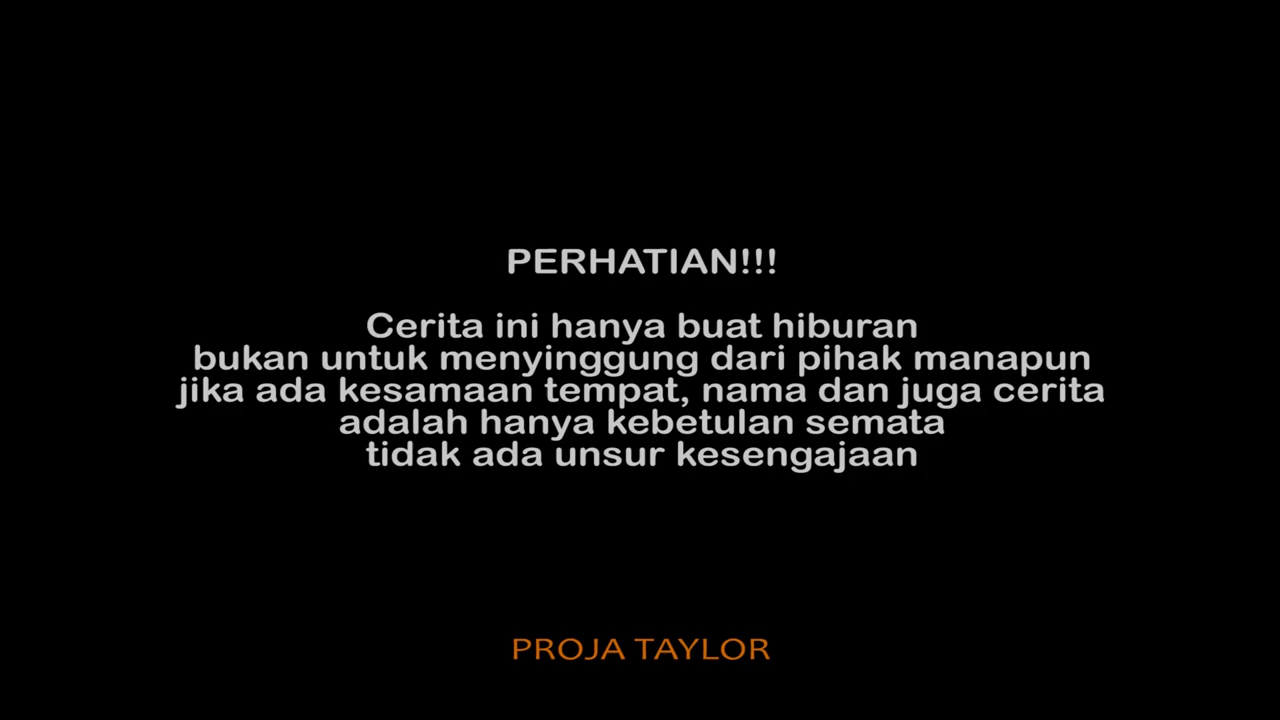 PERHATIAN!!!
Cerita ini hanya buat hiburan
bukan untuk menyinggung dari pihak manapun
jika ada kesamaan tempat, nama dan juga cerita
adalah hanya kebetulan semata
tidak ada unsur kesengajaan
PROJA TAYLOR